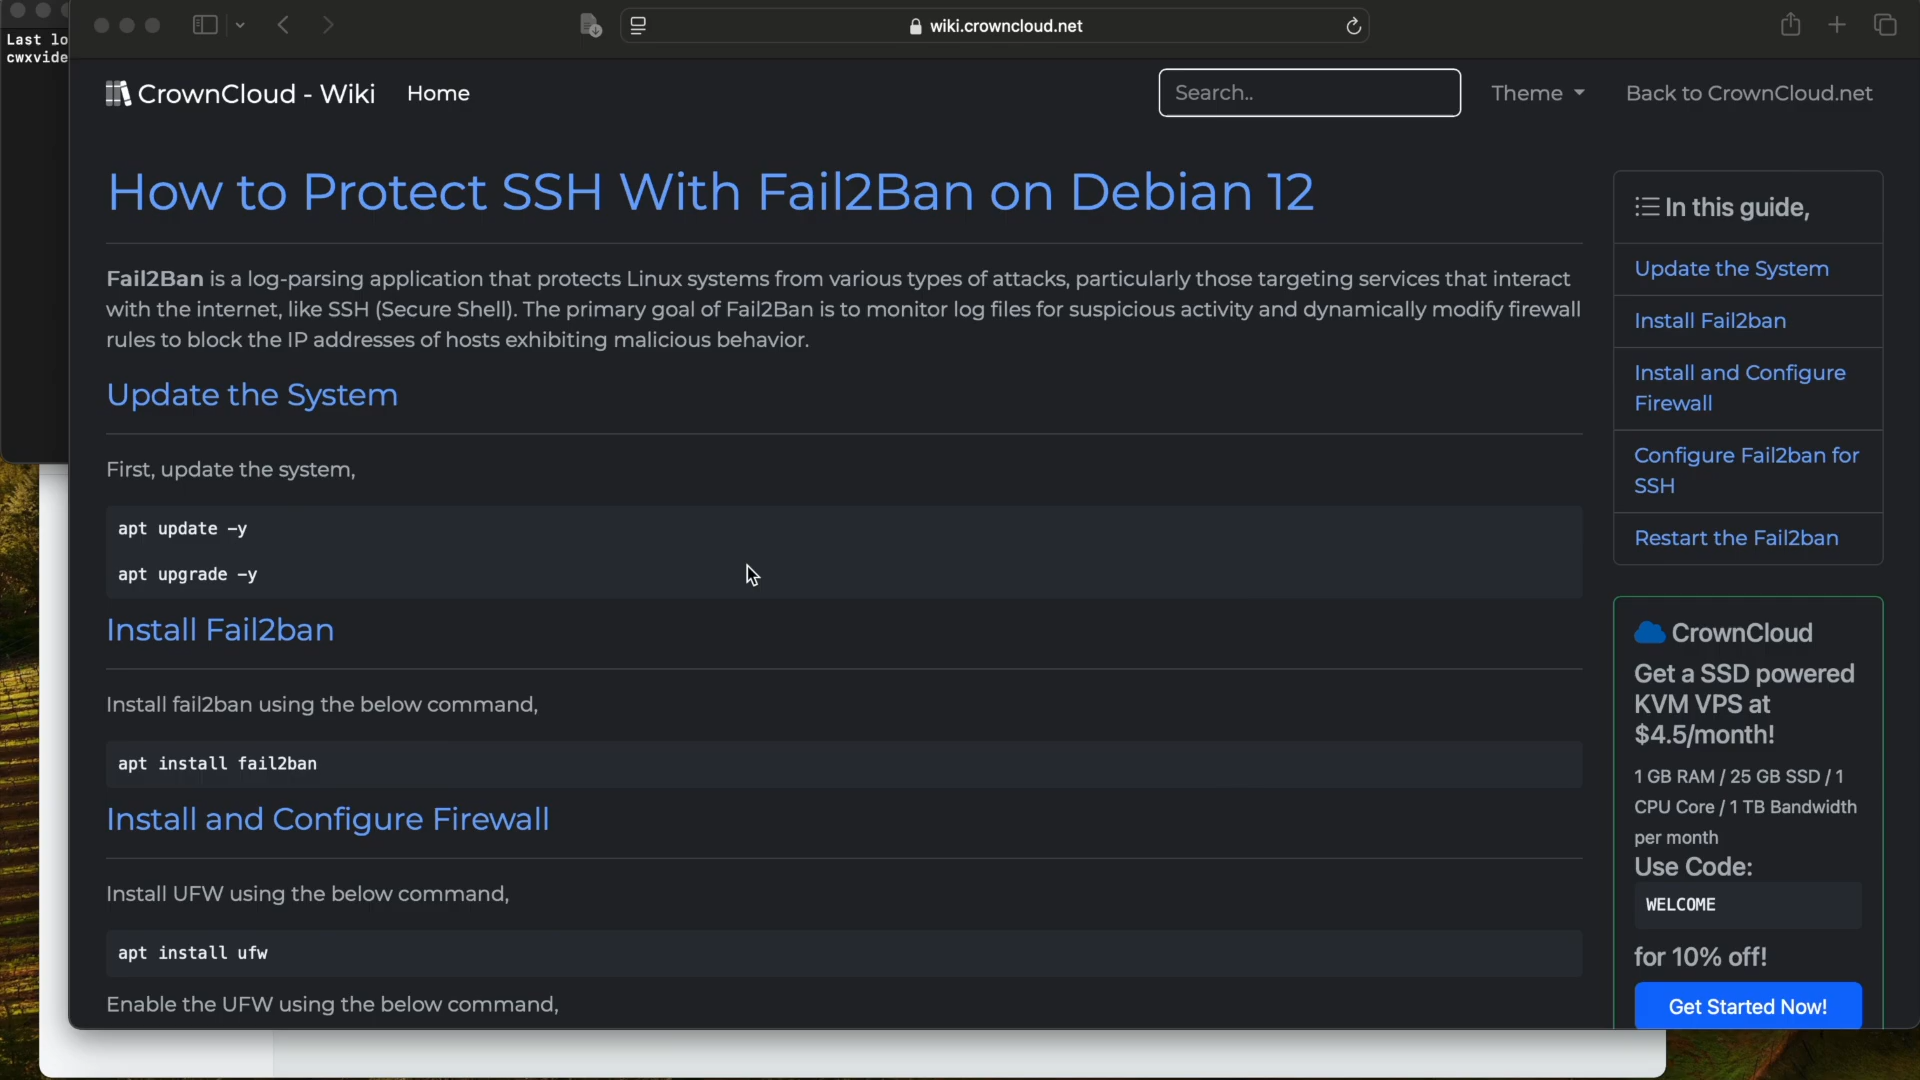 Last lo
cwxvide
wiki.crowncloud.net
CrownCloud - Wiki
Home
Search..
Theme
Back to CrownCloud.net
How to Protect SSH With Fail2Ban on Debian 12
Fail2Ban is a log-parsing application that protects Linux systems from various types of attacks, particularly those targeting services that interact
with the internet, like SSH (Secure Shell). The primary goal of Fail2Ban is to monitor log files for suspicious activity and dynamically modify firewall
rules to block the IP addresses of hosts exhibiting malicious behavior.
Update the System
First, update the system,
apt update -y
apt upgrade -y
Install Fail2ban
Install fail2ban using the below command,
apt install fail2ban
Install and Configure Firewall
Install UFW using the below command,
apt install ufw
Enable the UFW using the below command,
In this guide,
Update the System
Install Fail2ban
Install and Configure
Firewall
Configure Fail2ban for
SSH
Restart the Fail2ban
CrownCloud
Get a SSD powered
KVM VPS at
$4.5/month!
1 GB RAM / 25 GB SSD / 1
CPU Core / 1 TB Bandwidth
per month
Use Code:
WELCOME
for 10% off!
Get Started Now!